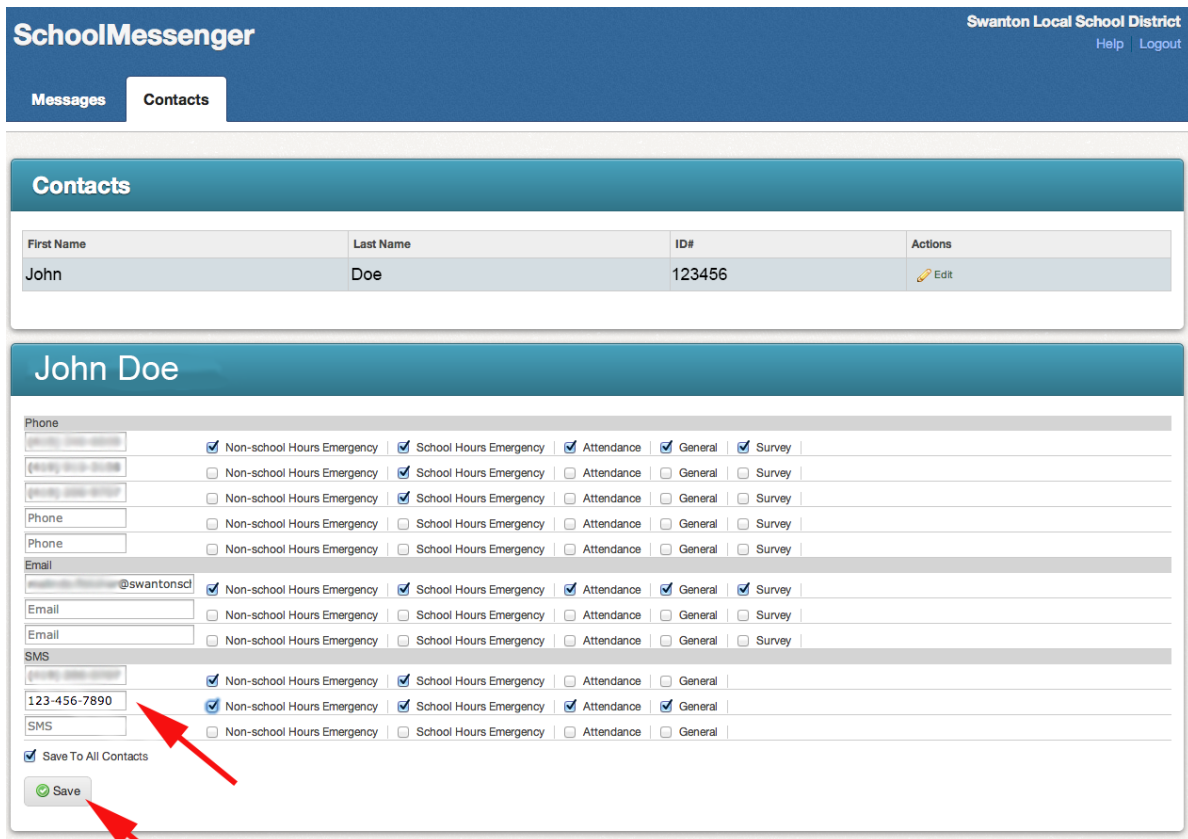 SchoolMessenger
Swanton Local School District
Help Logout
Messages Contacts
Contacts
First Name Last Name ID# Actions
John Doe 123456 Edit
John Doe
Phone
Non-school Hours Emergency School Hours Emergency Attendance General Survey
Non-school Hours Emergency School Hours Emergency Attendance General Survey
Non-school Hours Emergency School Hours Emergency Attendance General Survey
Phone Non-school Hours Emergency School Hours Emergency Attendance General Survey
Phone Non-school Hours Emergency School Hours Emergency Attendance General Survey
Email
@swantonscl Non-school Hours Emergency School Hours Emergency Attendance General Survey
Email Non-school Hours Emergency School Hours Emergency Attendance General Survey
Email Non-school Hours Emergency School Hours Emergency Attendance General Survey
SMS
Non-school Hours Emergency School Hours Emergency Attendance General
123-456-7890 Non-school Hours Emergency School Hours Emergency Attendance General
SMS Non-school Hours Emergency School Hours Emergency Attendance General
Save To All Contacts
Save